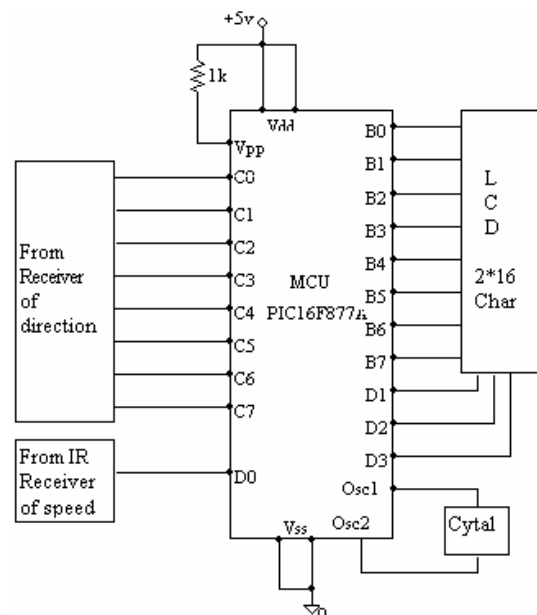 +5v
1k
Vdd
Vpp
C0
C1
C2
C3
C4
C5
C6
C7
D0
From
Receiver
of
direction
From IR
Receiver
of speed
MCU
PIC16F877A
B0
B1
B2
B3
B4
B5
B6
B7
D1
D2
D3
Osc1
Osc2
Vss
L
C
D
2*16
Char
Cytal
0